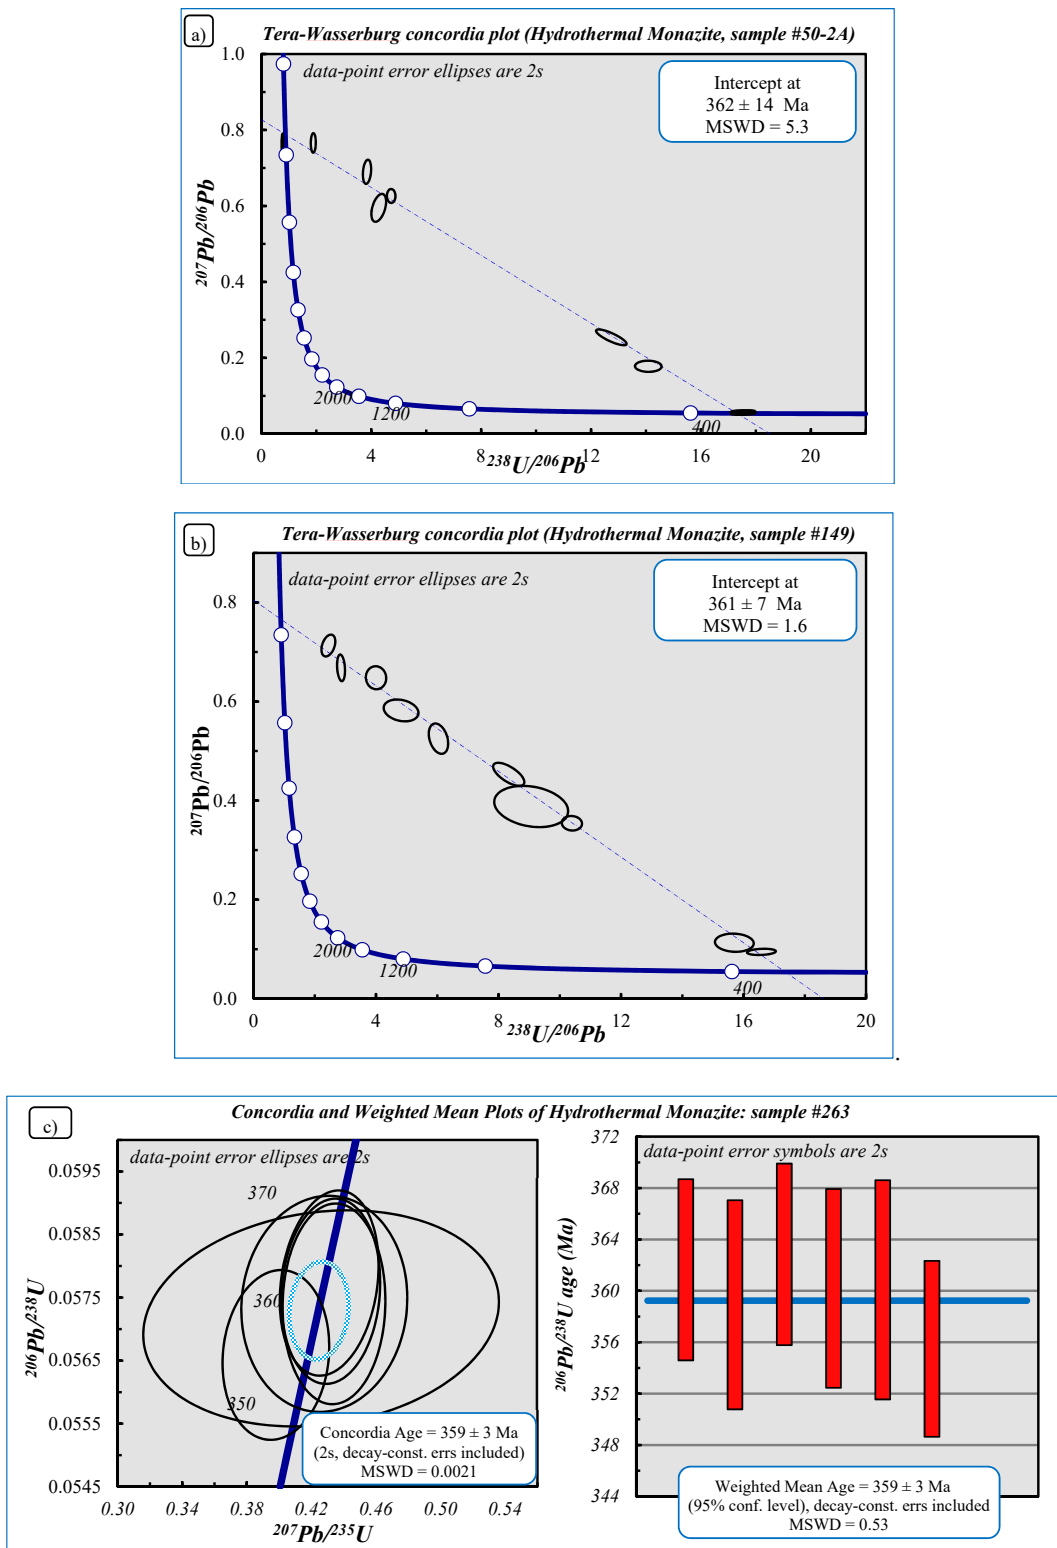 a)
Tera-Wasserburg concordia plot (Hydrothermal Monazite, sample #50-2A)
data-point error ellipses are 2s
Intercept at
362 ± 14 Ma
MSWD = 5.3
1.0
0.8
0.6
0.4
0.2
0.0
207Pb/206Pb
2000
1200
400
0
4
8
12
16
20
238U/206Pb
b)
Tera-Wasserburg concordia plot (Hydrothermal Monazite, sample #149)
data-point error ellipses are 2s
Intercept at
361 ± 7 Ma
MSWD = 1.6
0.8
0.6
0.4
0.2
0.0
207Pb/206Pb
2000
1200
400
0
4
8
12
16
20
238U/206Pb
.
c)
Concordia and Weighted Mean Plots of Hydrothermal Monazite: sample #263
data-point error ellipses are 2s
0.0595
0.0585
0.0575
0.0565
0.0555
0.0545
206Pb/238U
370
360
350
Concordia Age = 359 ± 3 Ma
(2s, decay-const. errs included)
MSWD = 0.0021
0.30
0.34
0.38
0.42
0.46
0.50
0.54
207Pb/235U
data-point error symbols are 2s
372
368
364
360
356
352
348
344
206Pb/238U age (Ma)
Weighted Mean Age = 359 ± 3 Ma
(95% conf. level), decay-const. errs included
MSWD = 0.53